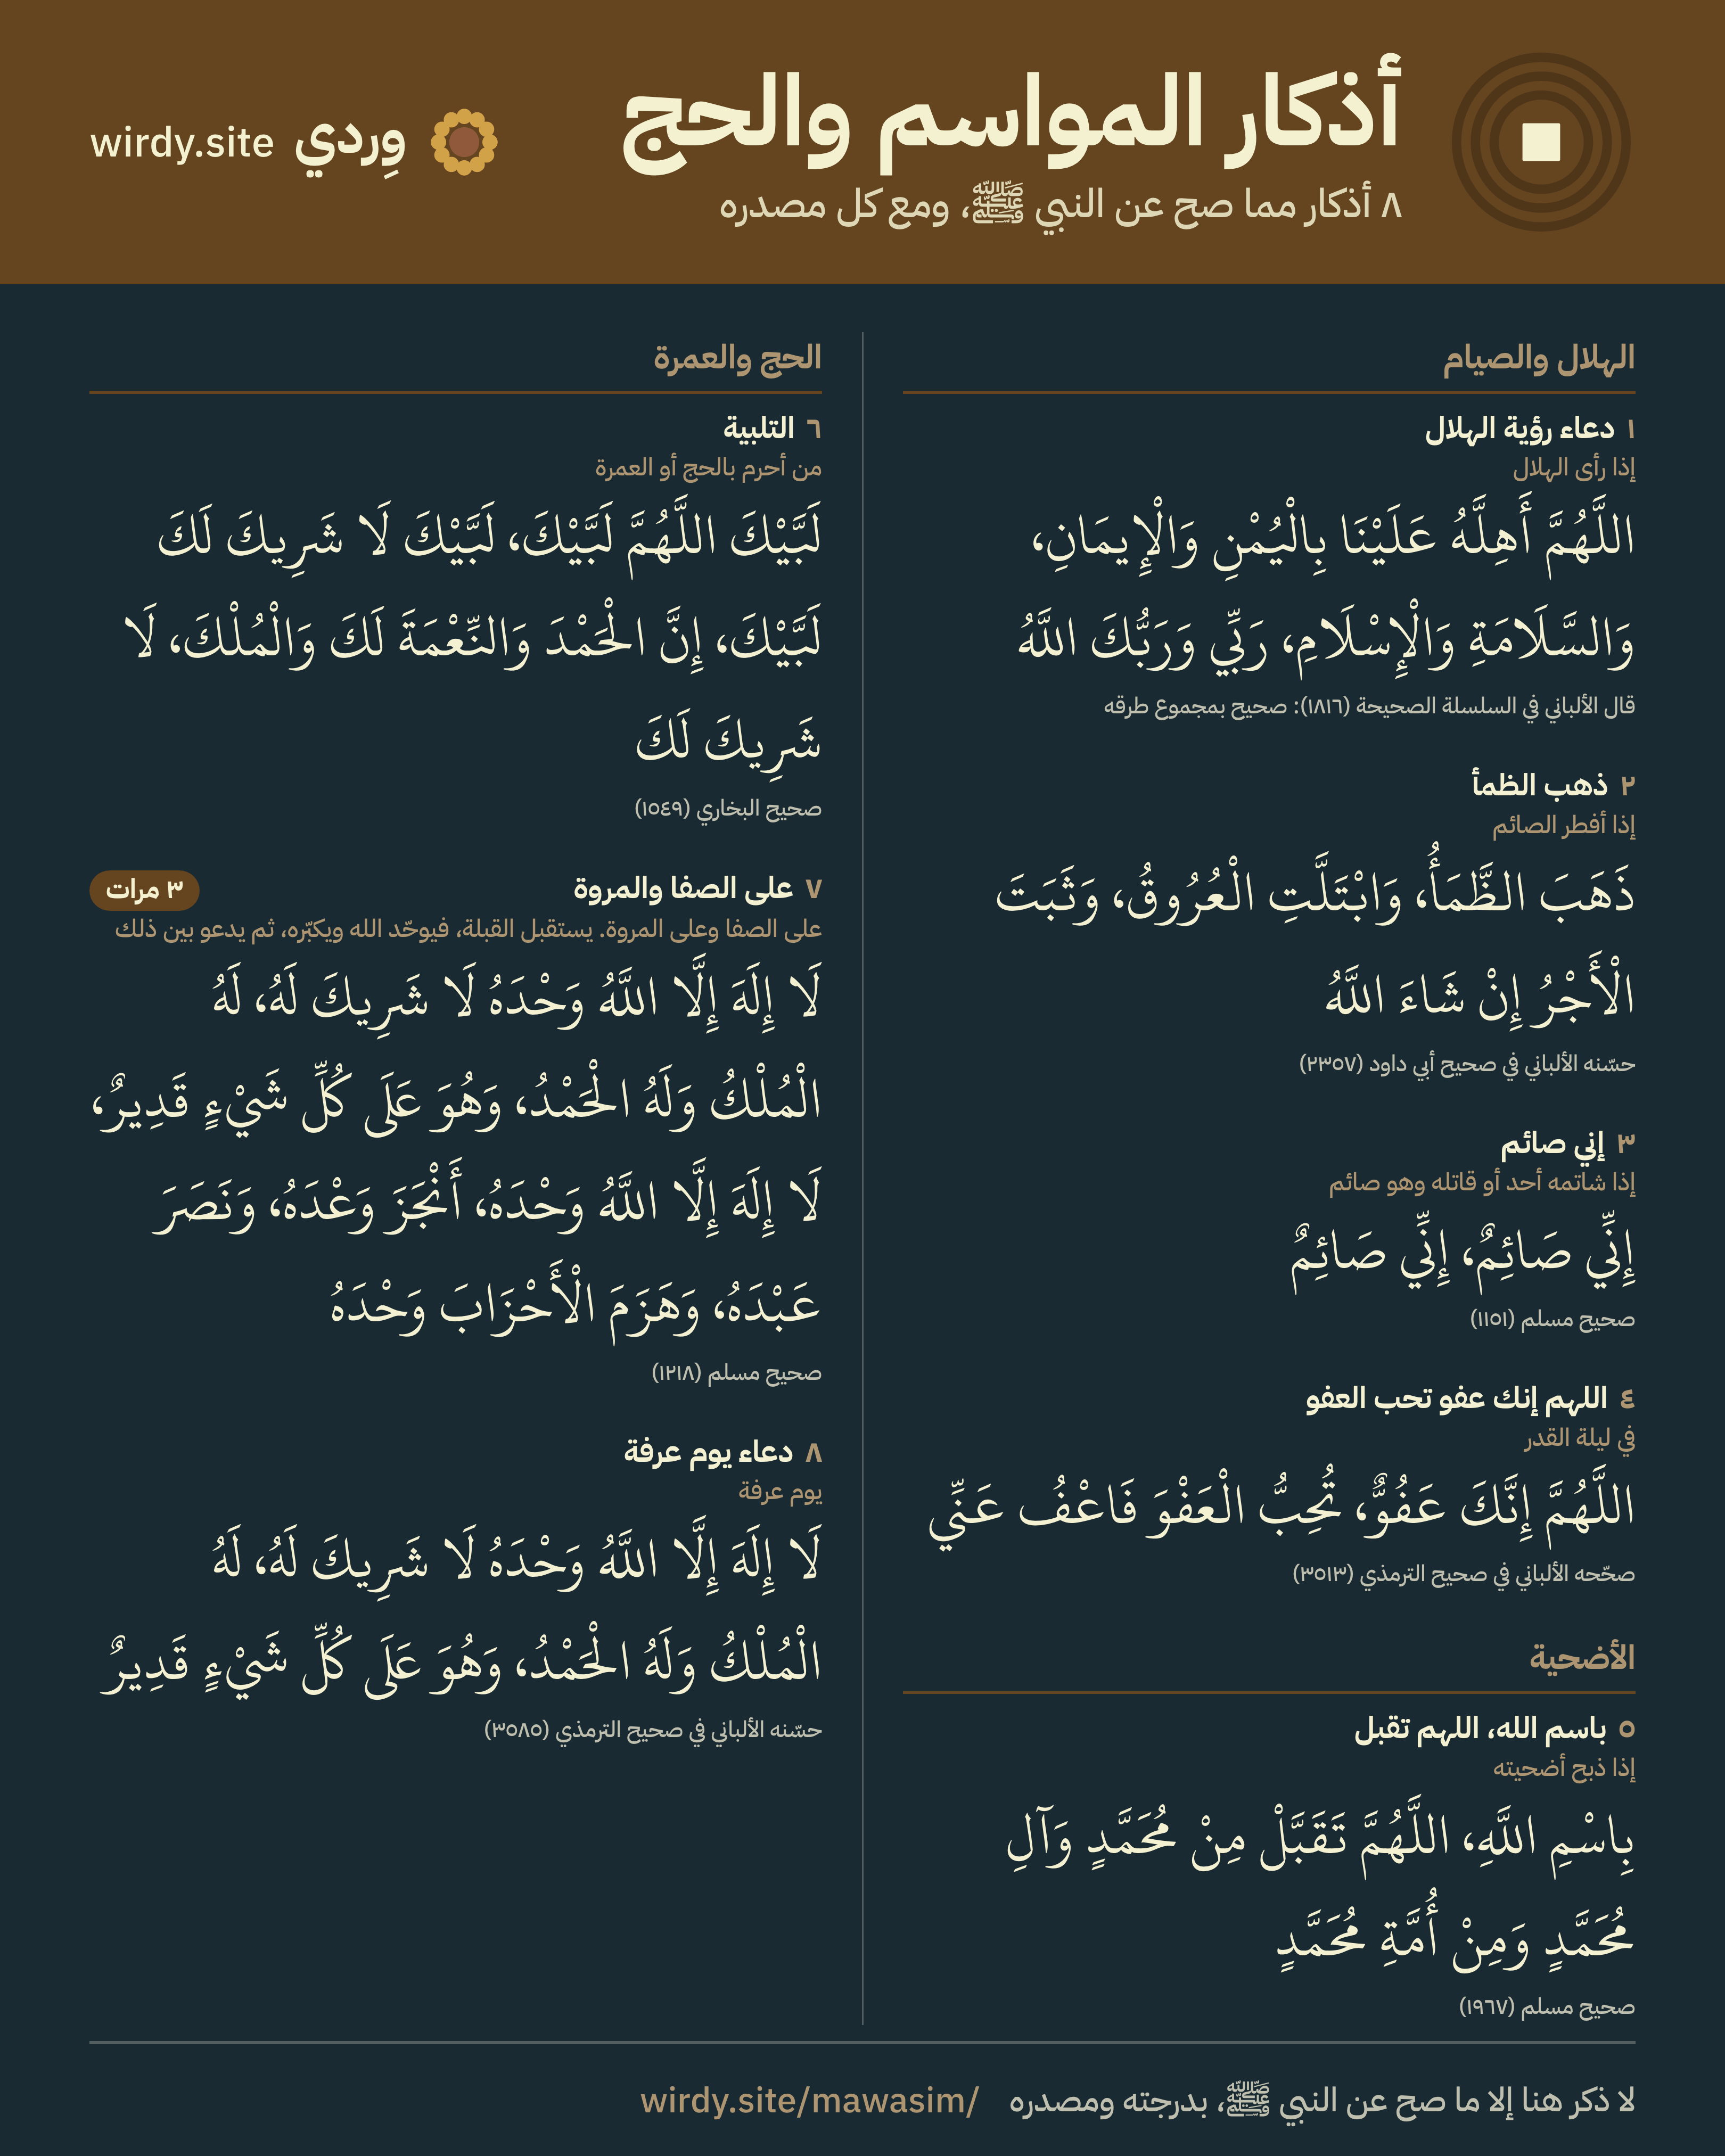 أذكار المواسم والحج
٨ أذكار مما صح عن النبي ﷺ، ومع كل مصدره
وِردي wirdy.site
الهلال والصيام
١ دعاء رؤية الهلال
إذا رأى الهلال
اللَّهُمَّ أَهِلَّهُ عَلَيْنَا بِالْيُمْنِ وَالْإِيمَانِ،
وَالسَّلَامَةِ وَالْإِسْلَامِ، رَبِّي وَرَبُّكَ اللَّهُ
قال الألباني في السلسلة الصحيحة (١٨١٦): صحيح بمجموع طرقه
٢ ذهب الظمأ
إذا أفطر الصائم
ذَهَبَ الظَّمَأُ، وَابْتَلَّتِ الْعُرُوقُ، وَثَبَتَ
الْأَجْرُ إِنْ شَاءَ اللَّهُ
حسّنه الألباني في صحيح أبي داود (٢٣٥٧)
٣ إني صائم
إذا شاتمه أحد أو قاتله وهو صائم
إِنِّي صَائِمٌ، إِنِّي صَائِمٌ
صحيح مسلم (١١٥١)
٤ اللهم إنك عفو تحب العفو
في ليلة القدر
اللَّهُمَّ إِنَّكَ عَفُوٌّ، تُحِبُّ الْعَفْوَ فَاعْفُ عَنِّي
صحّحه الألباني في صحيح الترمذي (٣٥١٣)
الأضحية
٥ باسم الله، اللهم تقبل
إذا ذبح أضحيته
بِاسْمِ اللَّهِ، اللَّهُمَّ تَقَبَّلْ مِنْ مُحَمَّدٍ وَآلِ
مُحَمَّدٍ وَمِنْ أُمَّةِ مُحَمَّدٍ
صحيح مسلم (١٩٦٧)
الحج والعمرة
٦ التلبية
من أحرم بالحج أو العمرة
لَبَّيْكَ اللَّهُمَّ لَبَّيْكَ، لَبَّيْكَ لَا شَرِيكَ لَكَ
لَبَّيْكَ، إِنَّ الْحَمْدَ وَالنِّعْمَةَ لَكَ وَالْمُلْكَ، لَا
شَرِيكَ لَكَ
صحيح البخاري (١٥٤٩)
٧ على الصفا والمروة
٣ مرات
على الصفا وعلى المروة. يستقبل القبلة، فيوحّد الله ويكبّره، ثم يدعو بين ذلك
لَا إِلَهَ إِلَّا اللَّهُ وَحْدَهُ لَا شَرِيكَ لَهُ، لَهُ
الْمُلْكُ وَلَهُ الْحَمْدُ، وَهُوَ عَلَى كُلِّ شَيْءٍ قَدِيرٌ،
لَا إِلَهَ إِلَّا اللَّهُ وَحْدَهُ، أَنْجَزَ وَعْدَهُ، وَنَصَرَ
عَبْدَهُ، وَهَزَمَ الْأَحْزَابَ وَحْدَهُ
صحيح مسلم (١٢١٨)
٨ دعاء يوم عرفة
يوم عرفة
لَا إِلَهَ إِلَّا اللَّهُ وَحْدَهُ لَا شَرِيكَ لَهُ، لَهُ
الْمُلْكُ وَلَهُ الْحَمْدُ، وَهُوَ عَلَى كُلِّ شَيْءٍ قَدِيرٌ
حسّنه الألباني في صحيح الترمذي (٣٥٨٥)
لا ذكر هنا إلا ما صح عن النبي ﷺ، بدرجته ومصدره wirdy.site/mawasim/